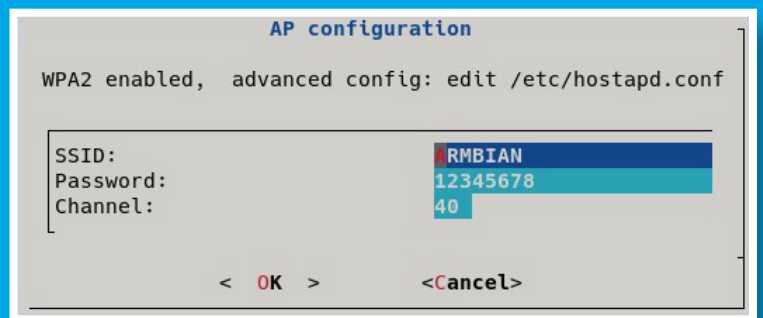 AP configuration
WPA2 enabled,  advanced config: edit /etc/hostapd.conf
SSID: ARMBIAN
Password: 12345678
Channel: 40
<  OK  > <Cancel>